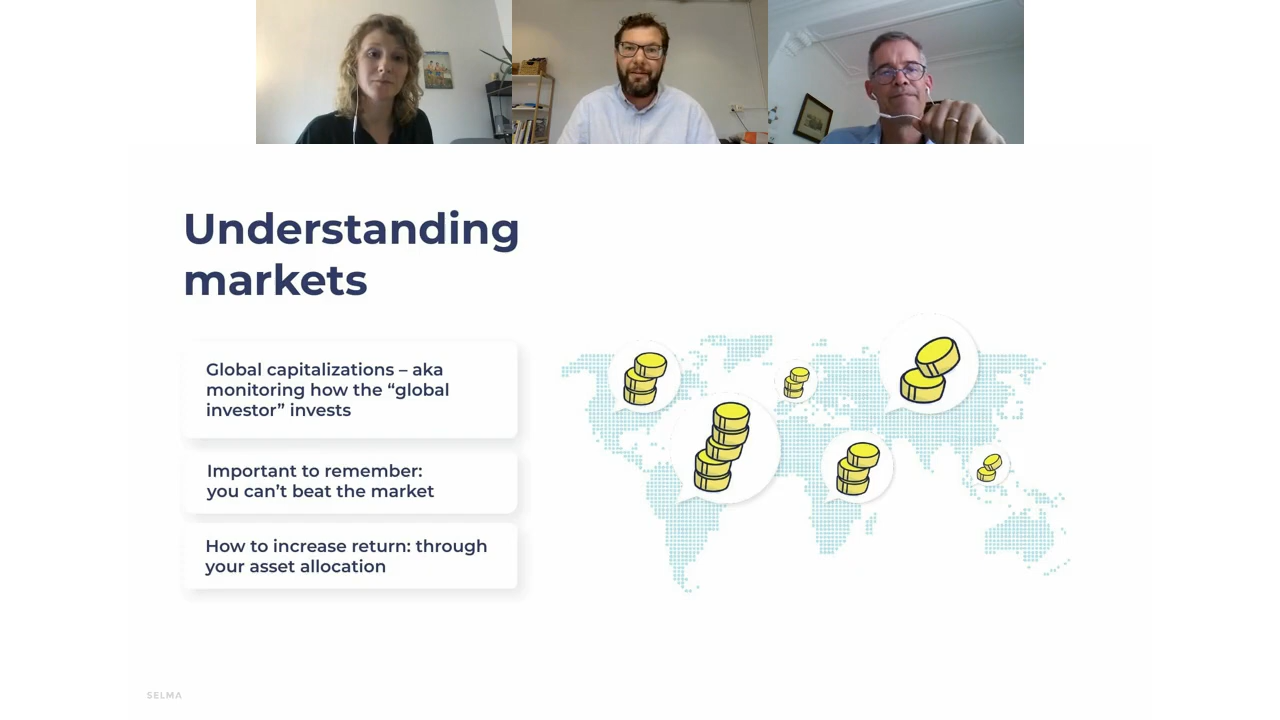 Understanding
markets
Global capitalizations – aka
monitoring how the “global
investor” invests
Important to remember:
you can’t beat the market
How to increase return: through
your asset allocation
SELMA